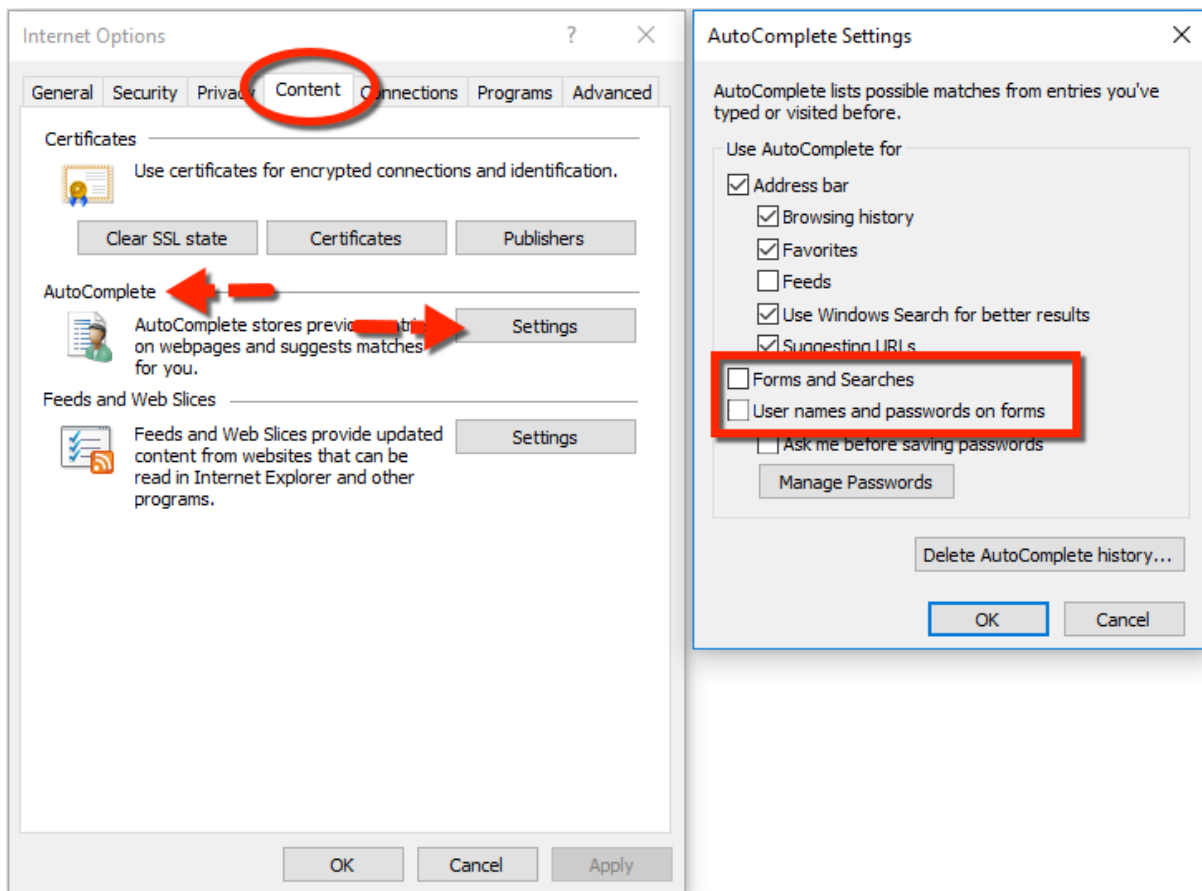 Internet Options
?
General Security Privacy Content Connections Programs Advanced
Certificates
Use certificates for encrypted connections and identification.
Clear SSL state Certificates Publishers
AutoComplete
AutoComplete stores previous entries
on webpages and suggests matches
for you.
Settings
Feeds and Web Slices
Feeds and Web Slices provide updated
content from websites that can be
read in Internet Explorer and other
programs.
Settings
OK Cancel Apply
AutoComplete Settings
AutoComplete lists possible matches from entries you've
typed or visited before.
Use AutoComplete for
Address bar
Browsing history
Favorites
Feeds
Use Windows Search for better results
Suggesting URLs
Forms and Searches
User names and passwords on forms
Ask me before saving passwords
Manage Passwords
Delete AutoComplete history...
OK Cancel